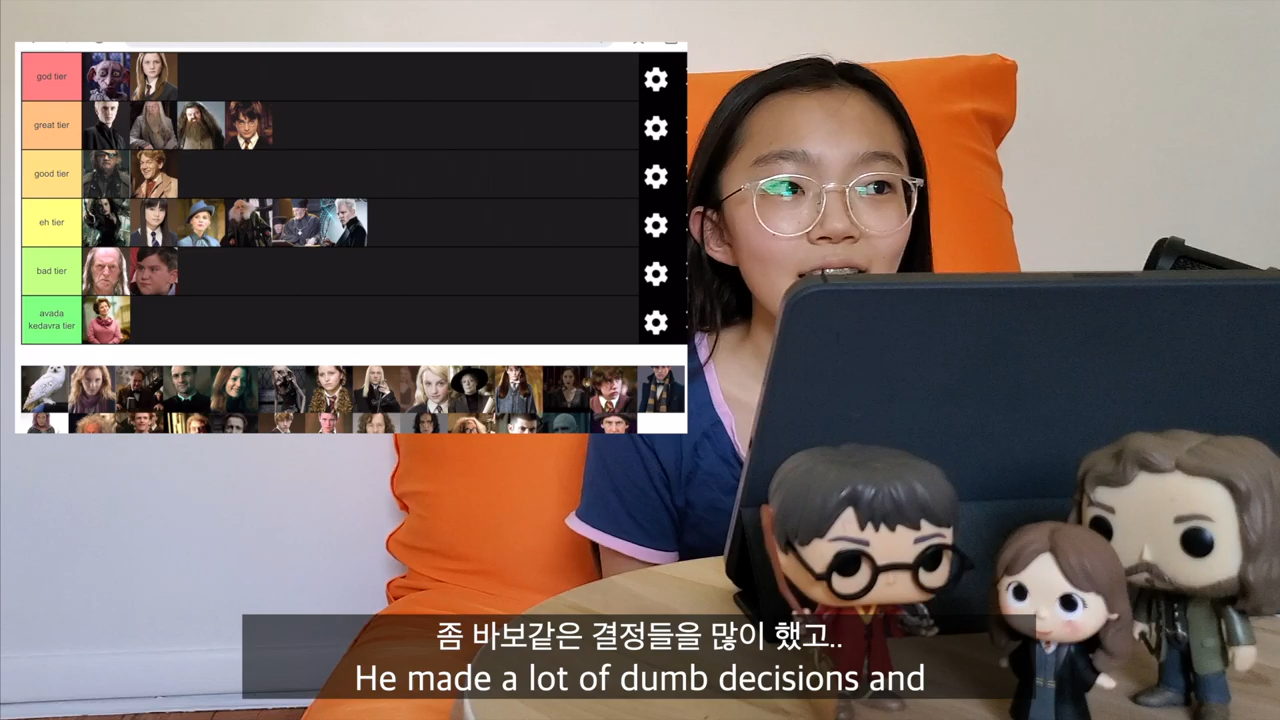 god tier
great tier
good tier
eh tier
bad tier
avada
kedavra tier
좀 바보같은 결정들을 많이 했고..
He made a lot of dumb decisions and